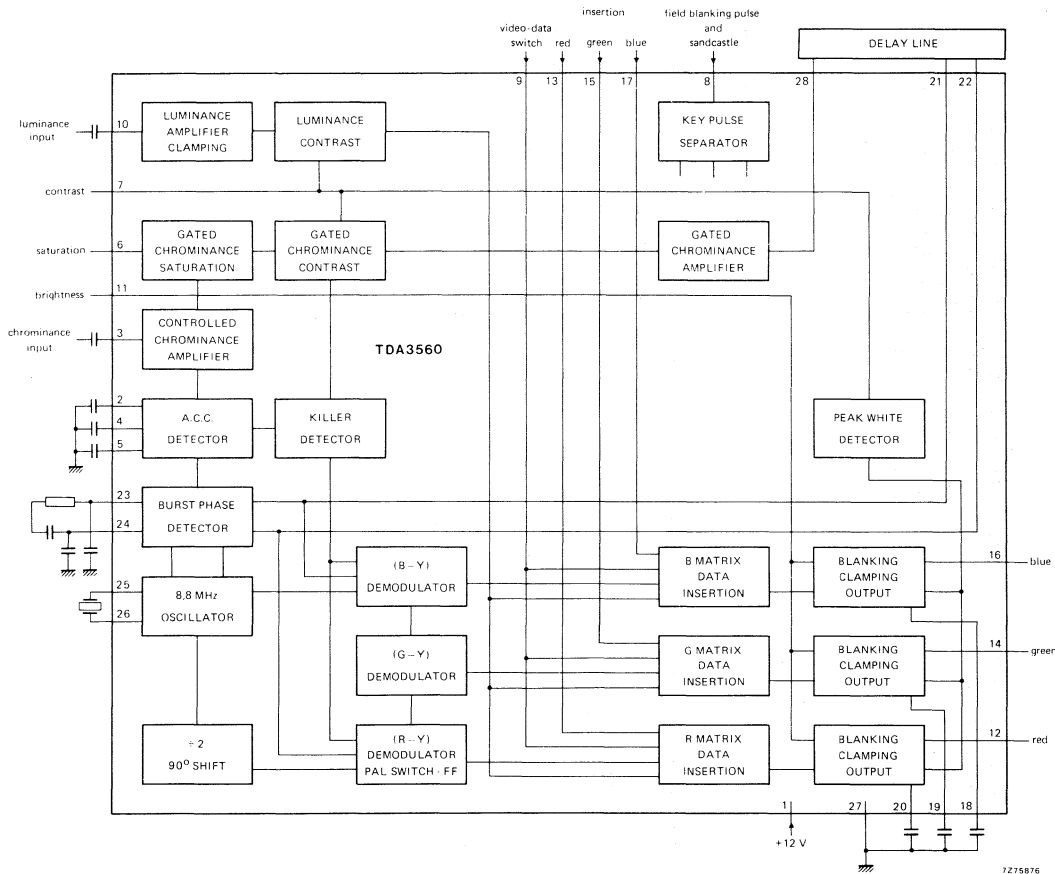 insertion
field blanking pulse
and
sandcastle
video-data
switch
red
green
blue
DELAY LINE
9
13
15
17
8
28
21
22
luminance
input
10
LUMINANCE
AMPLIFIER
CLAMPING
LUMINANCE
CONTRAST
KEY PULSE
SEPARATOR
contrast
7
saturation
6
GATED
CHROMINANCE
SATURATION
GATED
CHROMINANCE
CONTRAST
GATED
CHROMINANCE
AMPLIFIER
brightness
11
chrominance
input
3
CONTROLLED
CHROMINANCE
AMPLIFIER
TDA3560
2
4
5
A.C.C.
DETECTOR
KILLER
DETECTOR
PEAK WHITE
DETECTOR
23
24
BURST PHASE
DETECTOR
25
26
8,8 MHz
OSCILLATOR
(B–Y)
DEMODULATOR
B MATRIX
DATA
INSERTION
BLANKING
CLAMPING
OUTPUT
16
blue
(G–Y)
DEMODULATOR
G MATRIX
DATA
INSERTION
BLANKING
CLAMPING
OUTPUT
14
green
÷ 2
90° SHIFT
(R–Y)
DEMODULATOR
PAL SWITCH - FF
R MATRIX
DATA
INSERTION
BLANKING
CLAMPING
OUTPUT
12
red
1
27
20
19
18
+12 V
7Z75876